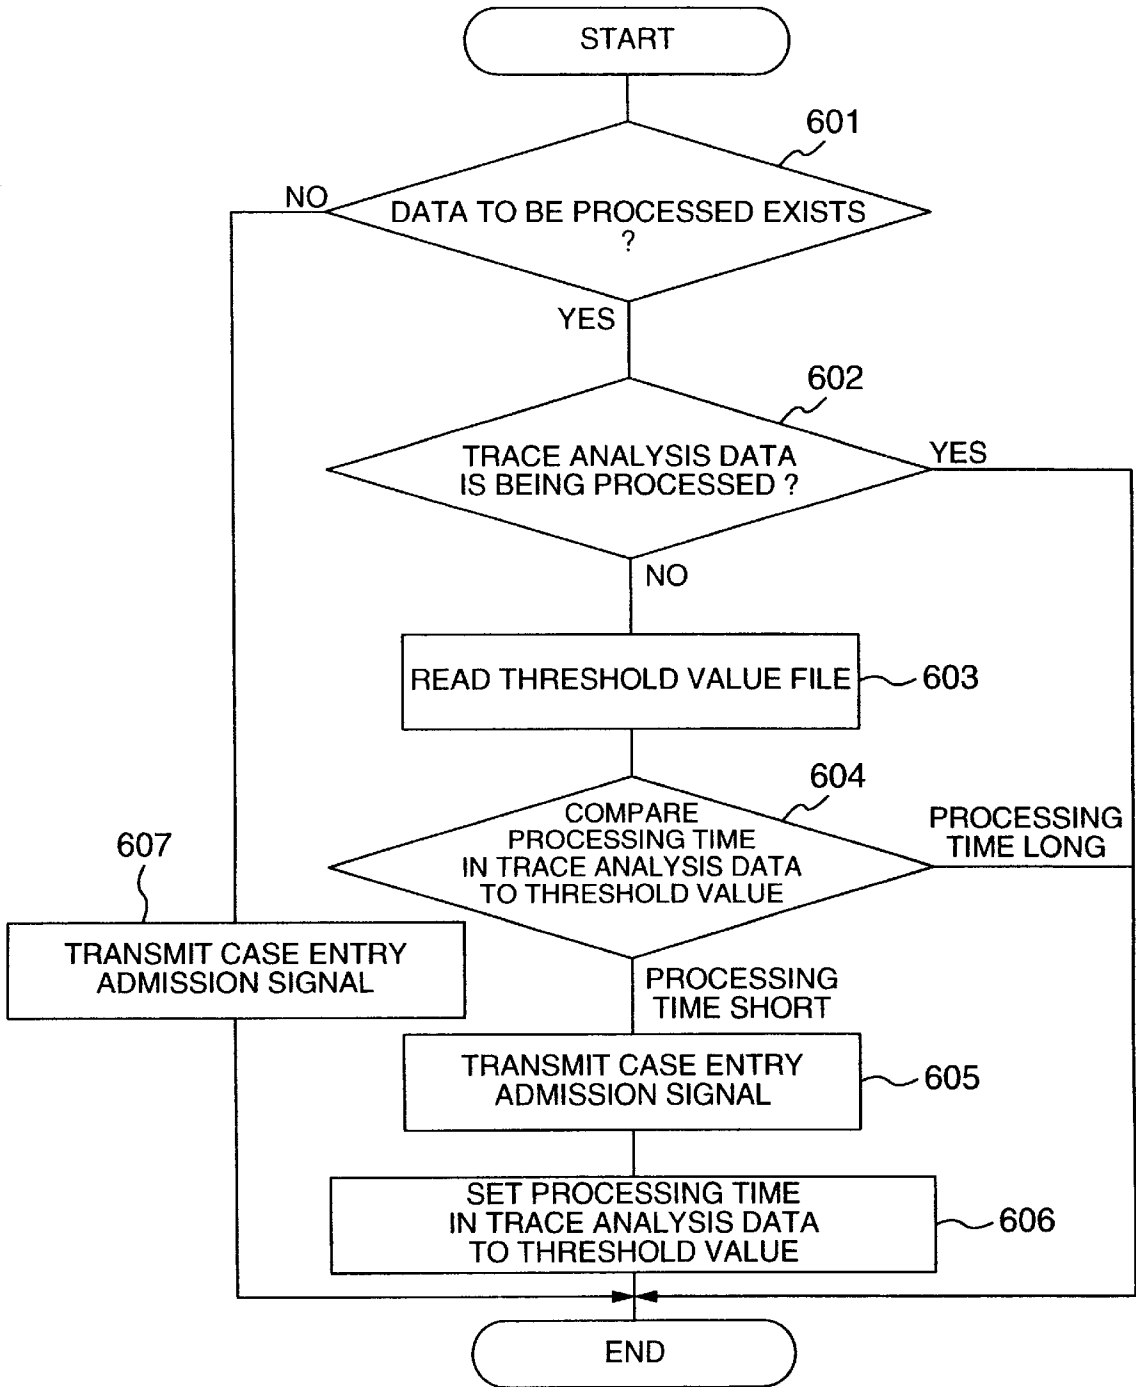 START
601
NO
DATA TO BE PROCESSED EXISTS
?
YES
602
TRACE ANALYSIS DATA
IS BEING PROCESSED ?
YES
NO
READ THRESHOLD VALUE FILE
603
604
COMPARE
PROCESSING TIME
IN TRACE ANALYSIS DATA
TO THRESHOLD VALUE
PROCESSING
TIME LONG
607
TRANSMIT CASE ENTRY
ADMISSION SIGNAL
PROCESSING
TIME SHORT
TRANSMIT CASE ENTRY
ADMISSION SIGNAL
605
SET PROCESSING TIME
IN TRACE ANALYSIS DATA
TO THRESHOLD VALUE
606
END